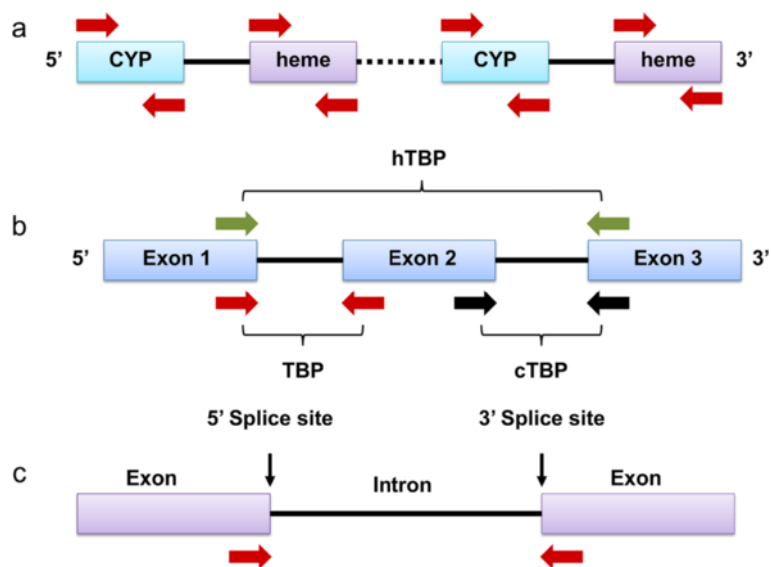 a
5’ CYP heme CYP heme 3’
hTBP
b
5’ Exon 1 Exon 2 Exon 3 3’
TBP cTBP
5’ Splice site 3’ Splice site
c
Exon Intron Exon